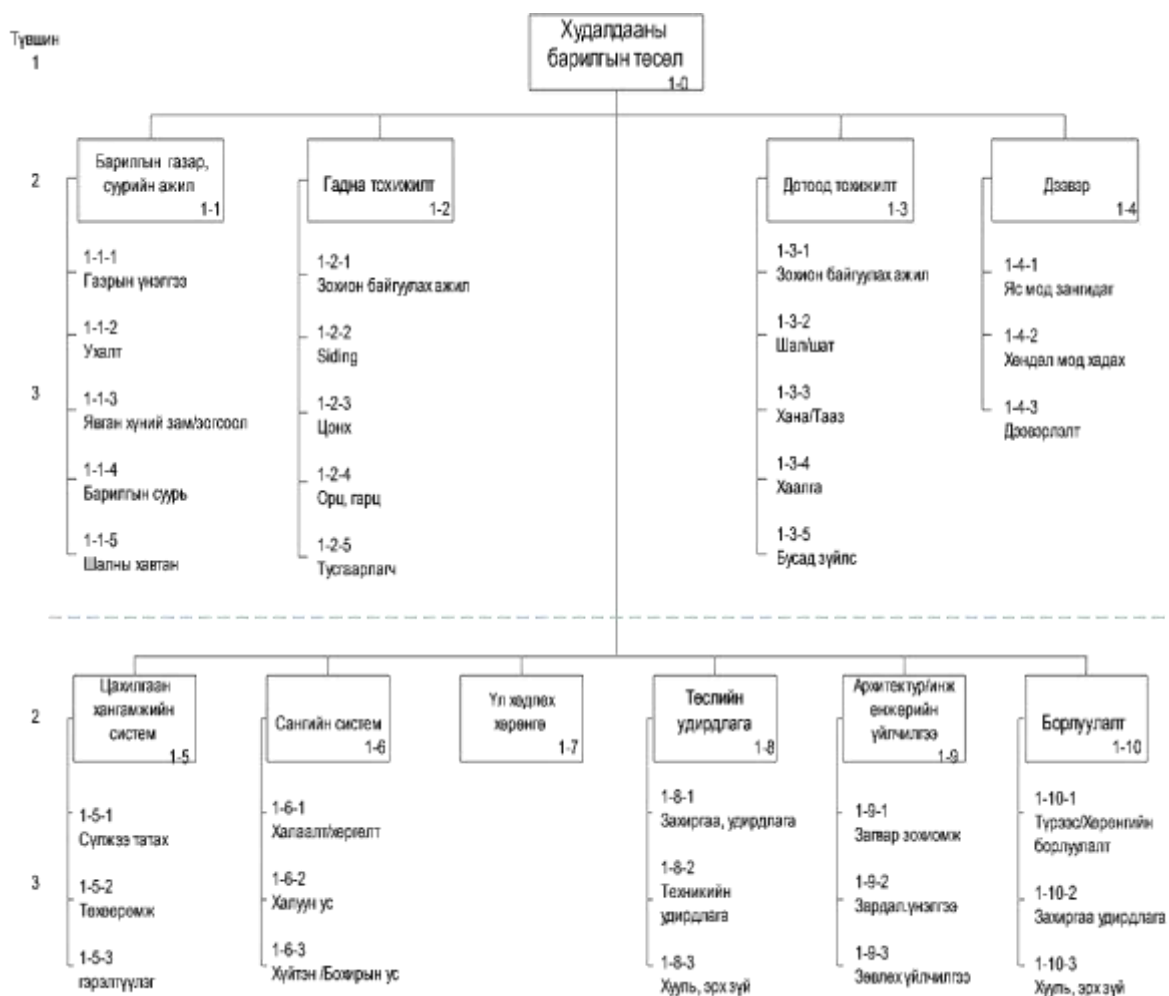 Түвшин
1
Худалдааны
барилгын төсөл
1-0
2
Барилгын газар,
суурийн ажил
1-1
Гадна тохижилт
1-2
Дотоод тохижилт
1-3
Дээвэр
1-4
3
1-1-1
Газрын үнэлгээ
1-1-2
Ухалт
1-1-3
Явган хүний зам/зогсоол
1-1-4
Барилгын суурь
1-1-5
Шалны хавтан
1-2-1
Зохион байгуулах ажил
1-2-2
Siding
1-2-3
Цонх
1-2-4
Орц, гарц
1-2-5
Тусгаарлагч
1-3-1
Зохион байгуулах ажил
1-3-2
Шал/шат
1-3-3
Хана/Тааз
1-3-4
Хаалга
1-3-5
Бусад зүйлс
1-4-1
Яс мод зангидаг
1-4-2
Хөндөл мод хадах
1-4-3
Дээвэрлэлт
2
Цахилгаан
хангамжийн
систем
1-5
Сангийн систем
1-6
Үл хөдлөх
хөрөнгө
1-7
Төслийн
удирдлага
1-8
Архитектур/инж
енжерийн
үйлчилгээ
1-9
Борлуулалт
1-10
3
1-5-1
Сүлжээ татах
1-5-2
Төхөөрөмж
1-5-3
гэрэлтүүлэг
1-6-1
Халаалт/хөргөлт
1-6-2
Халуун ус
1-6-3
Хүйтэн /Бохирын ус
1-8-1
Захиргаа, удирдлага
1-8-2
Техникийн
удирдлага
1-8-3
Хууль, эрх зүй
1-9-1
Загвар зохиомж
1-9-2
Зардал.үнэлгээ
1-9-3
Зөвлөх үйлчилгээ
1-10-1
Түрээс/Хөрөнгийн
борлуулалт
1-10-2
Захиргаа удирдлага
1-10-3
Хууль, эрх зүй